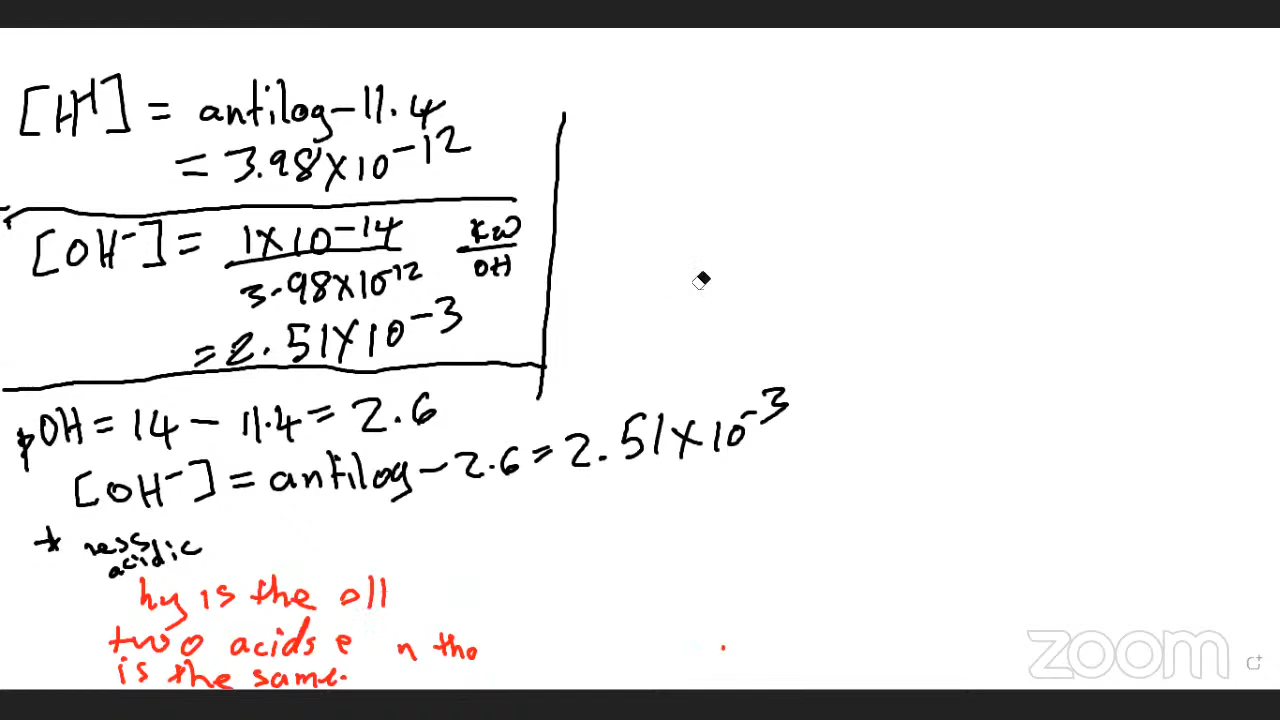 [H+] = antilog -11.4
= 3.98×10⁻¹²
[OH⁻] = 1×10⁻¹⁴ / 3.98×10⁻¹² Kw / OH
= 2.51×10⁻³
pOH = 14 - 11.4 = 2.6
[OH⁻] = antilog - 2.6 = 2.51×10⁻³
* acidic
hy is the
two acids e n tho
is the same.
zoom